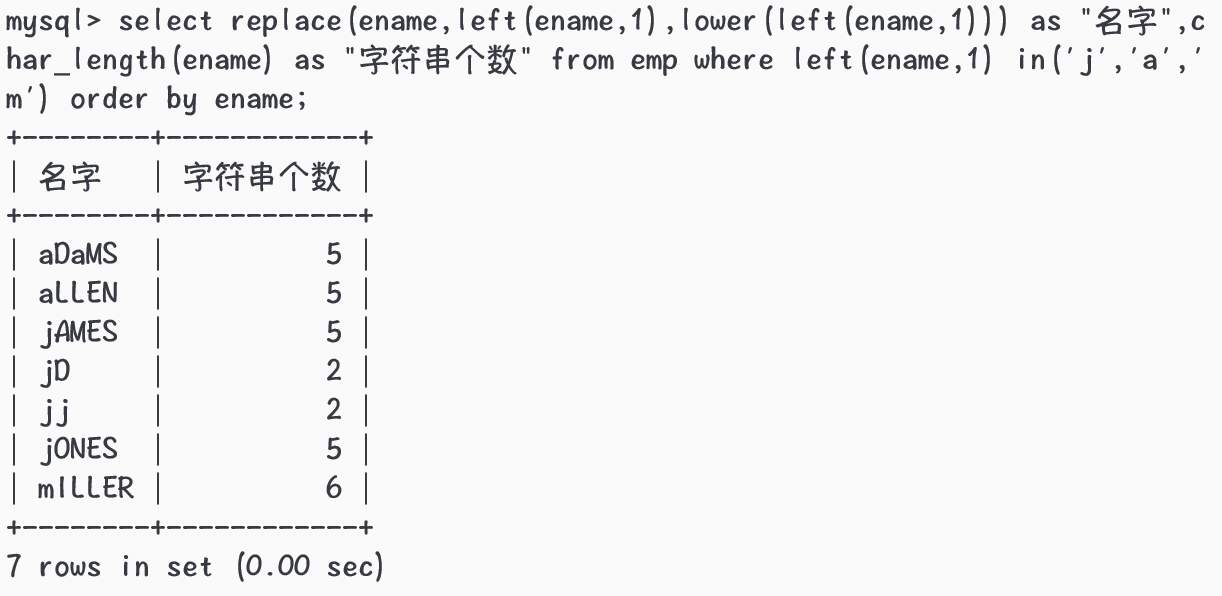 mysql> select replace(ename,left(ename,1),lower(left(ename,1))) as "名字",c
har_length(ename) as "字符串个数" from emp where left(ename,1) in('j','a','
m') order by ename;
+--------+------------+
| 名字   | 字符串个数 |
+--------+------------+
| aDaMS  |          5 |
| aLLEN  |          5 |
| jAMES  |          5 |
| jD     |          2 |
| jj     |          2 |
| jONES  |          5 |
| mILLER |          6 |
+--------+------------+
7 rows in set (0.00 sec)